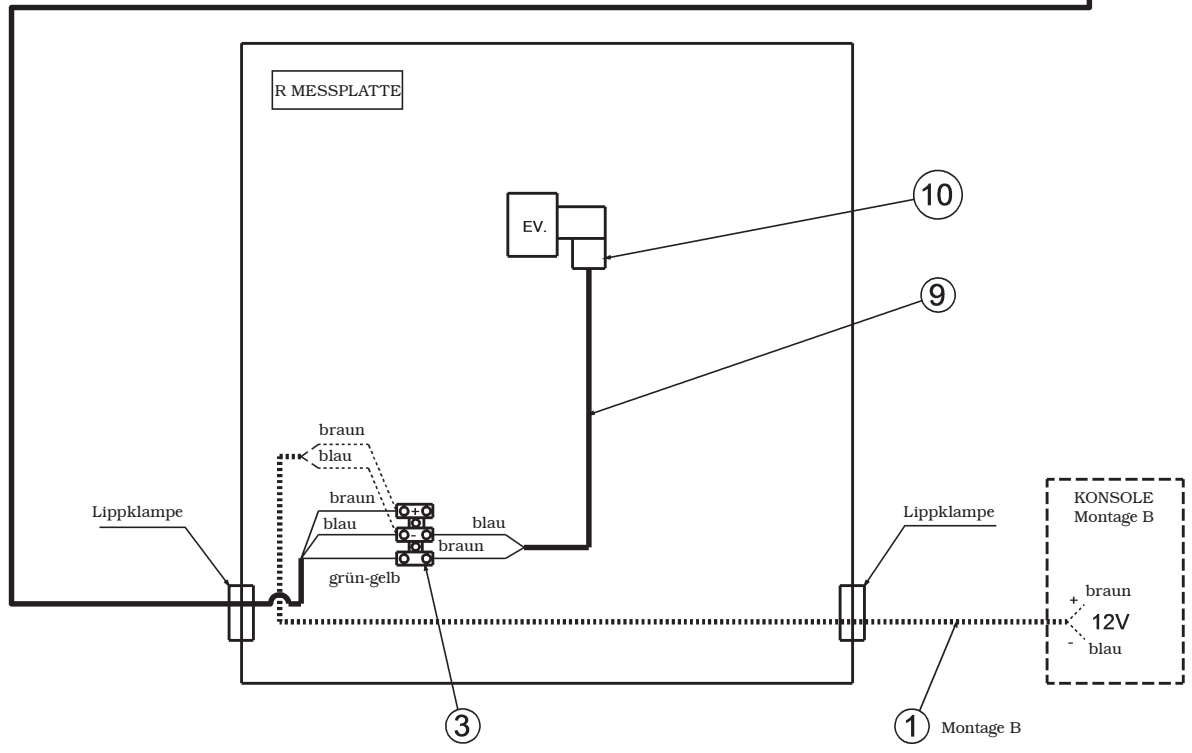 R MESSPLATTE
10
EV.
9
braun
blau
braun
+
Lippklampe
blau
-
blau
braun
grün-gelb
Lippklampe
KONSOLE
Montage B
+ braun
12V
- blau
3
1 Montage B